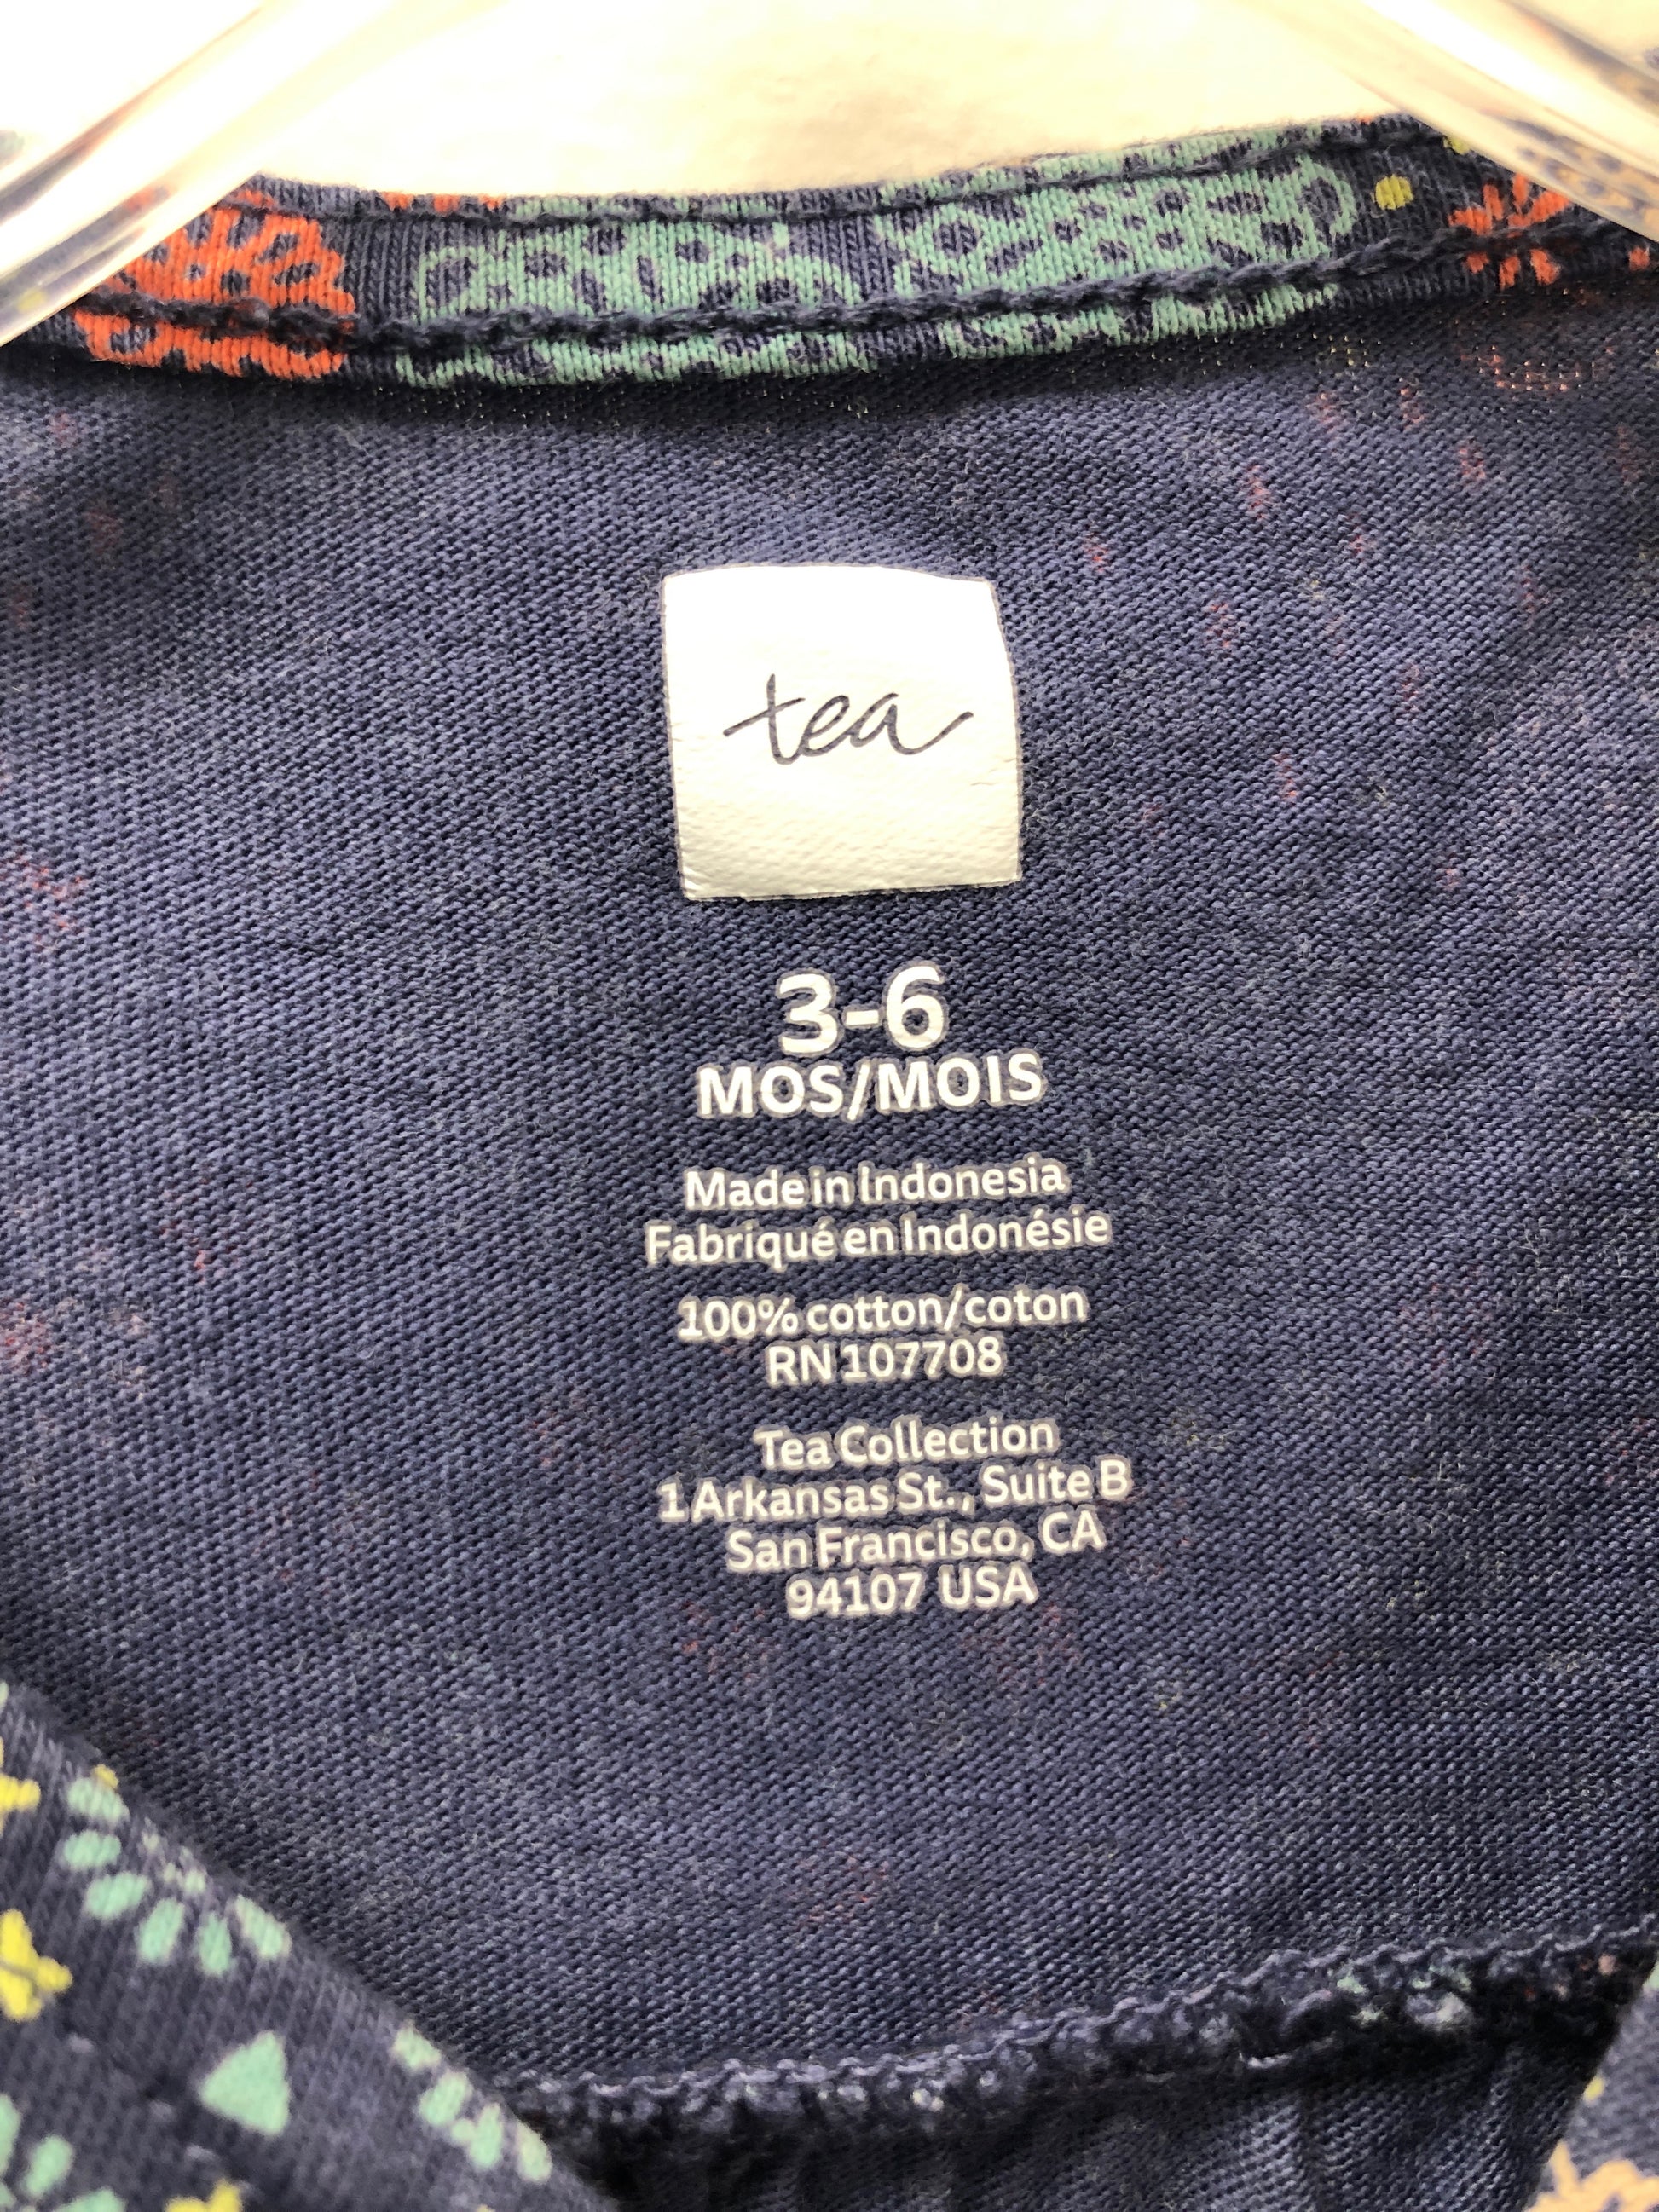 tea
3-6
MOS/MOIS
Made in Indonesia
Fabriqué en Indonésie
100% cotton/coton
RN 107708
Tea Collection
1 Arkansas St., Suite B
San Francisco, CA
94107 USA